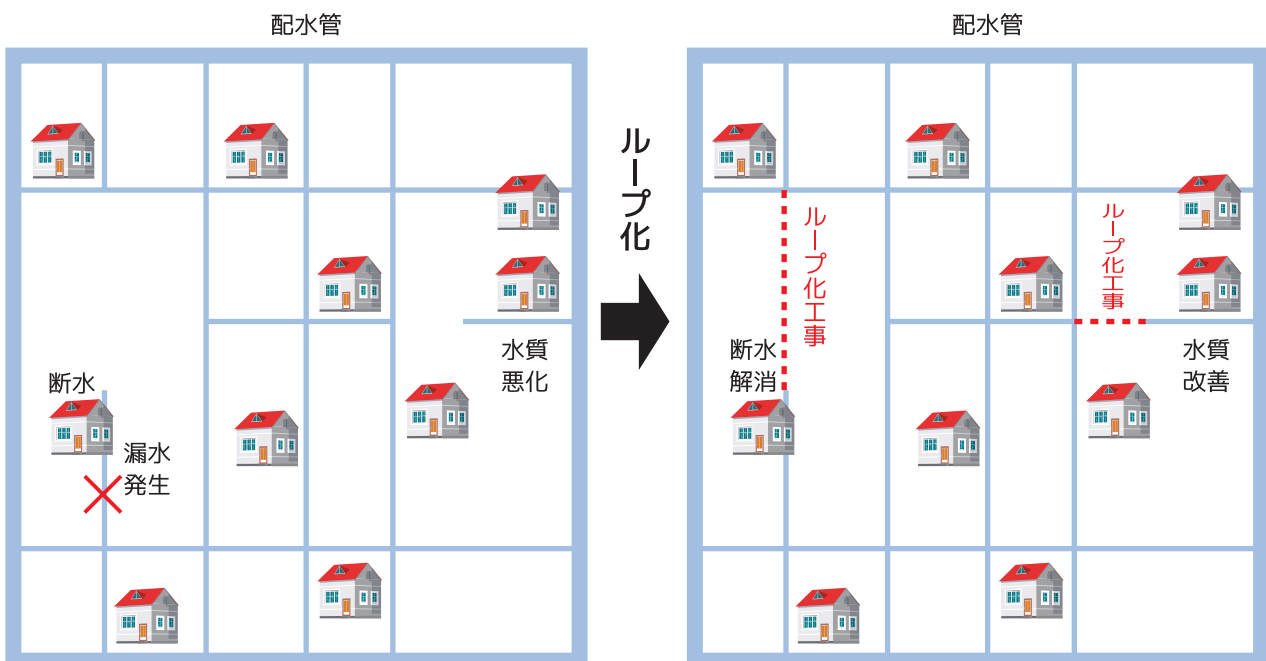 配水管
断水
漏水
発生
水質
悪化
ループ化
配水管
ループ化工事
ループ化工事
断水
解消
水質
改善